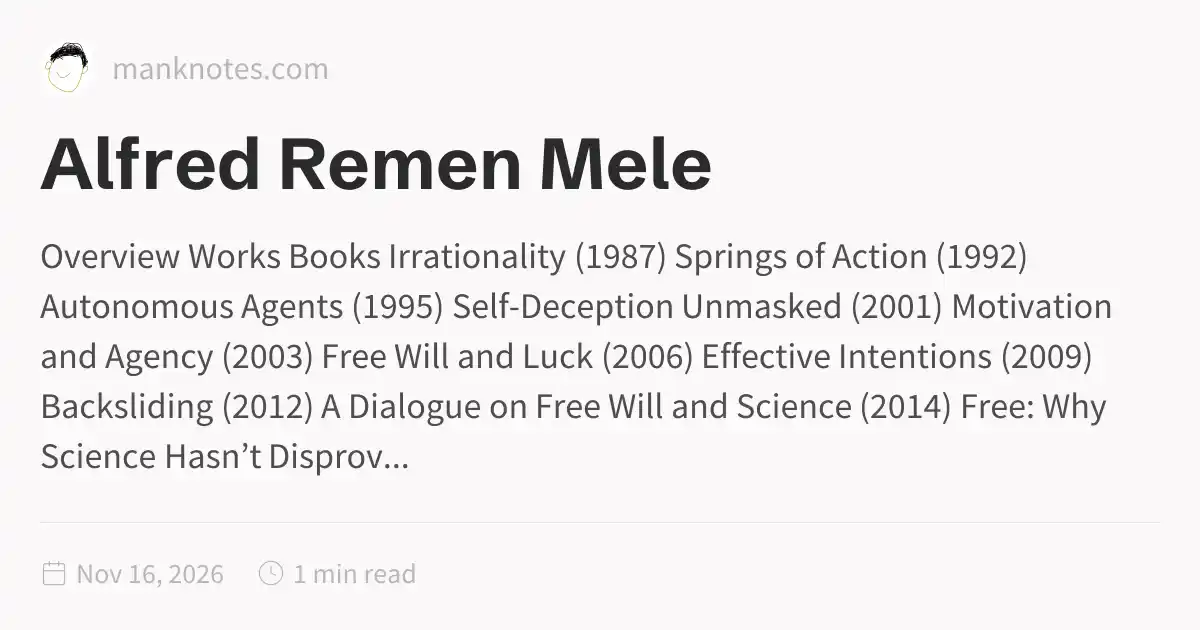 manknotes.com
Alfred Remen Mele
Overview Works Books Irrationality (1987) Springs of Action (1992)
Autonomous Agents (1995) Self-Deception Unmasked (2001) Motivation
and Agency (2003) Free Will and Luck (2006) Effective Intentions (2009)
Backsliding (2012) A Dialogue on Free Will and Science (2014) Free: Why
Science Hasn’t Disprov...
Nov 16, 2026 1 min read